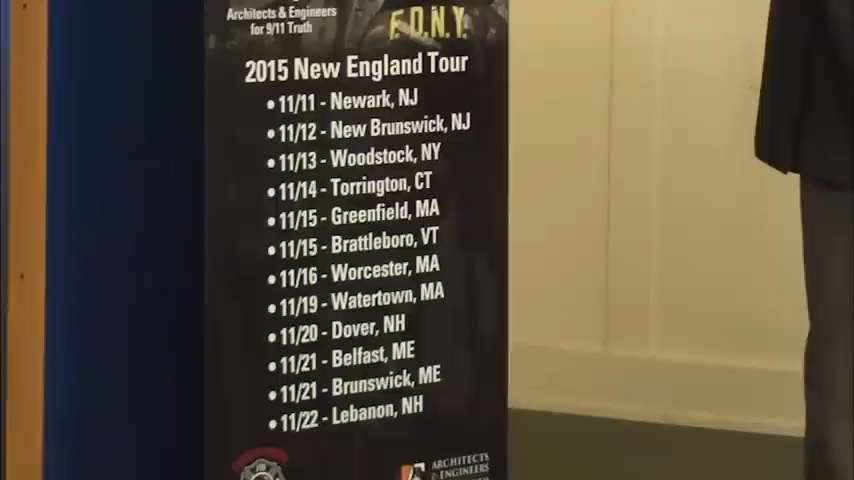 Architects & Engineers
for 9/11 Truth
F.D.N.Y.
2015 New England Tour
• 11/11 - Newark, NJ
• 11/12 - New Brunswick, NJ
• 11/13 - Woodstock, NY
• 11/14 - Torrington, CT
• 11/15 - Greenfield, MA
• 11/15 - Brattleboro, VT
• 11/16 - Worcester, MA
• 11/19 - Watertown, MA
• 11/20 - Dover, NH
• 11/21 - Belfast, ME
• 11/21 - Brunswick, ME
• 11/22 - Lebanon, NH
ARCHITECTS
& ENGINEERS